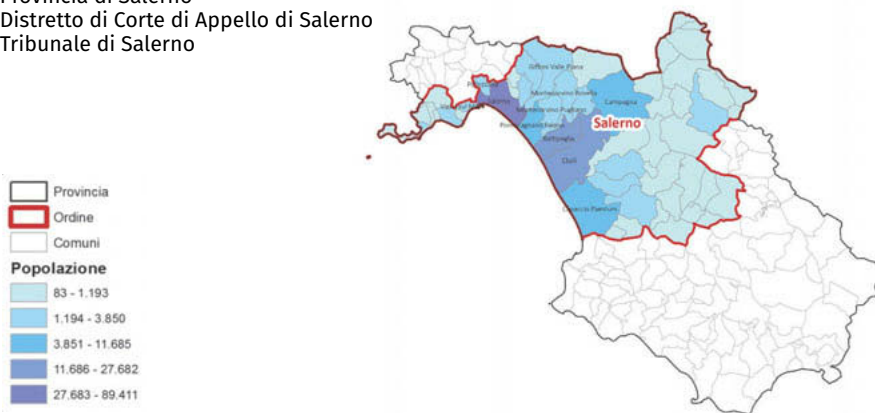 Provincia di Salerno
Distretto di Corte di Appello di Salerno
Tribunale di Salerno
Giffoni Valle Piana
Montecorvino Rovella
Campagna
Salerno
Montecorvino Pugliano
Pontecagnano Faiano
Salerno
Battipaglia
Eboli
Capaccio Paestum
Provincia
Ordine
Comuni
Popolazione
83 - 1.193
1.194 - 3.850
3.851 - 11.685
11.686 - 27.682
27.683 - 89.411